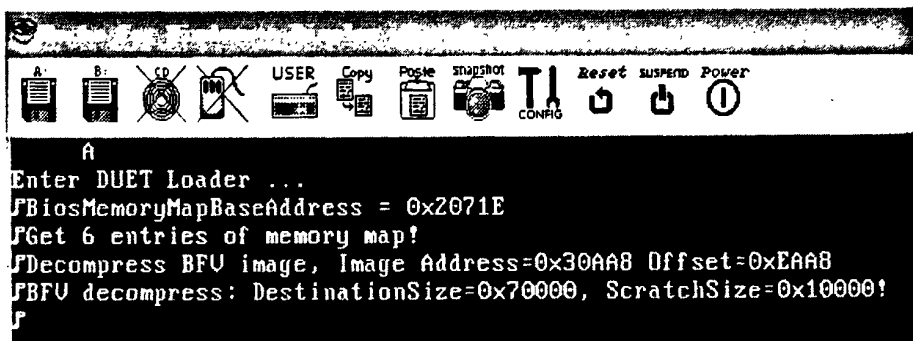 A: B: CD USER Copy Paste snapshot CONFIG Reset SUSPEND Power
A
Enter DUET Loader ...
♪BiosMemoryMapBaseAddress = 0x2071E
♪Get 6 entries of memory map!
♪Decompress BFV image, Image Address=0x30AA8 Offset=0xEAA8
♪BFV decompress: DestinationSize=0x70000, ScratchSize=0x10000!
♪